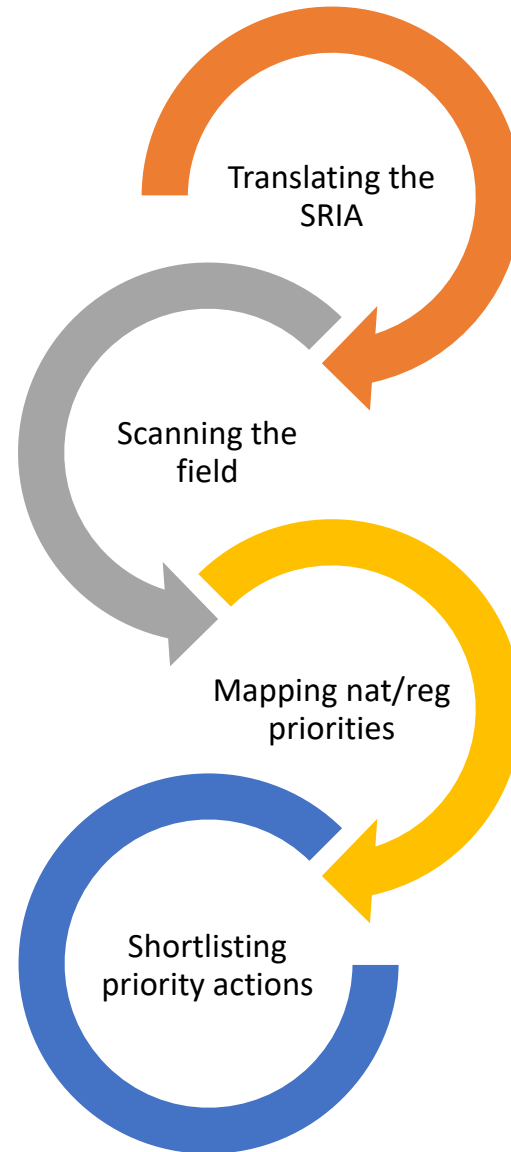 Translating the
SRIA
Scanning the
field
Mapping nat/reg
priorities
Shortlisting
priority actions